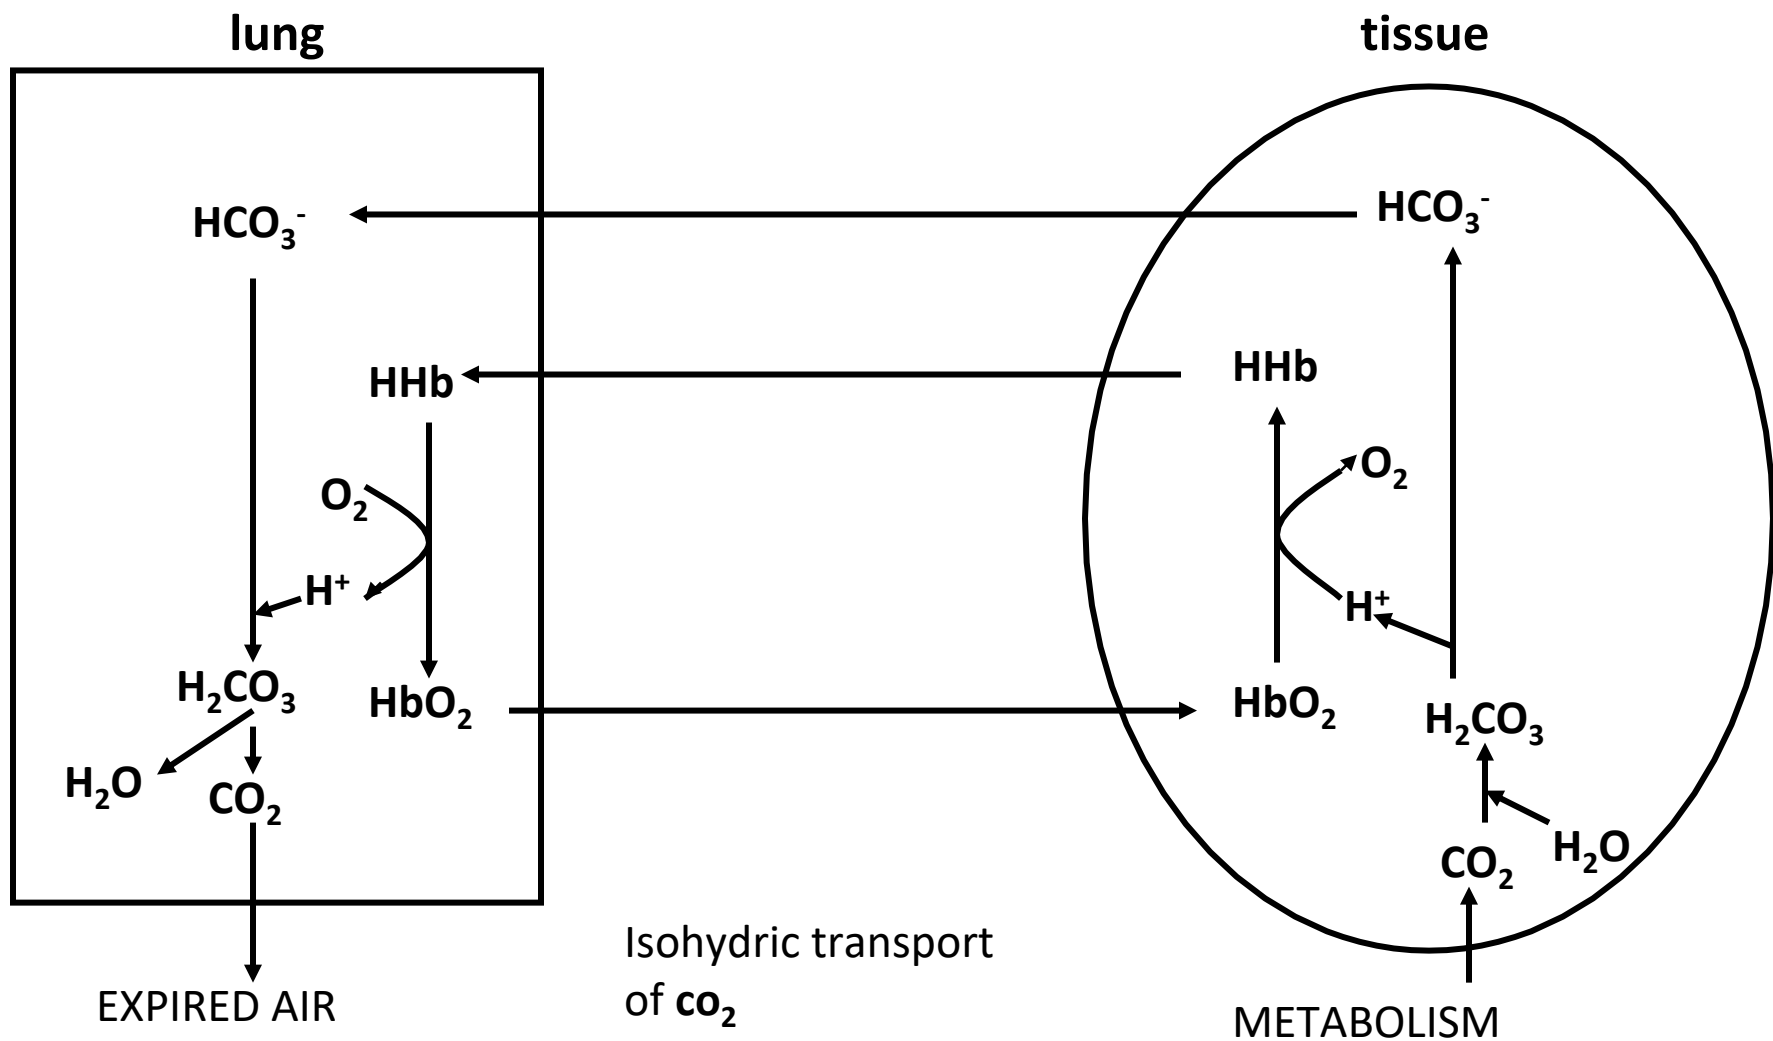 lung
tissue
HCO₃⁻
HCO₃⁻
HHb
HHb
O₂
O₂
H⁺
H⁺
H₂CO₃
HbO₂
HbO₂
H₂CO₃
H₂O
CO₂
CO₂
H₂O
Isohydric transport
of co₂
EXPIRED AIR
METABOLISM